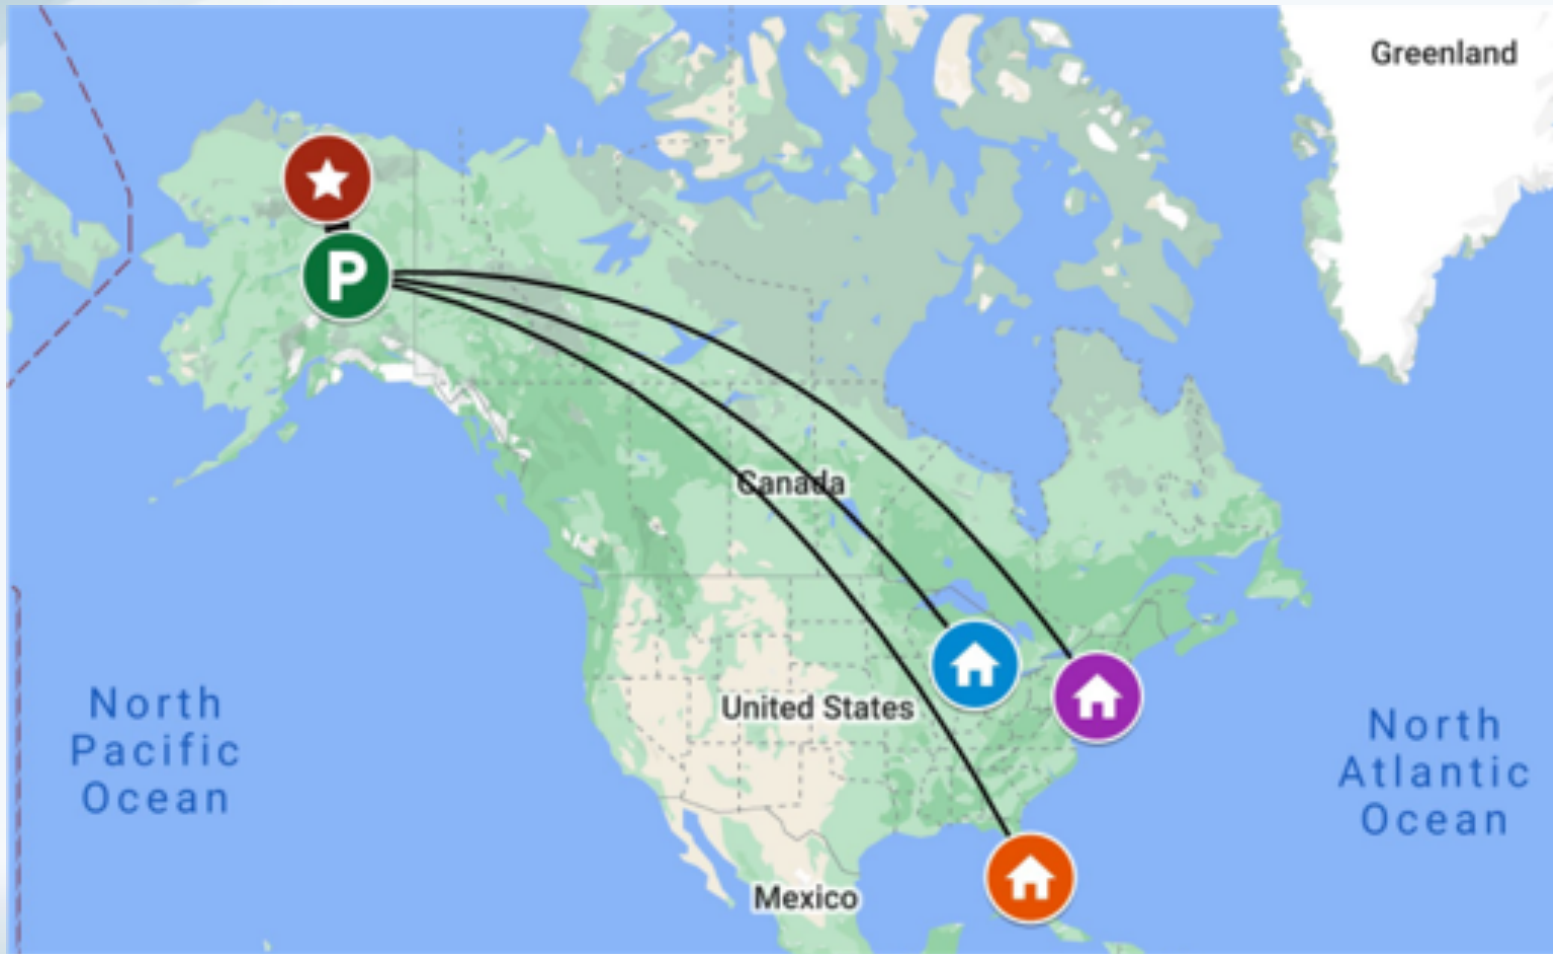 Greenland
P
Canada
United States
North
Pacific
Ocean
North
Atlantic
Ocean
Mexico